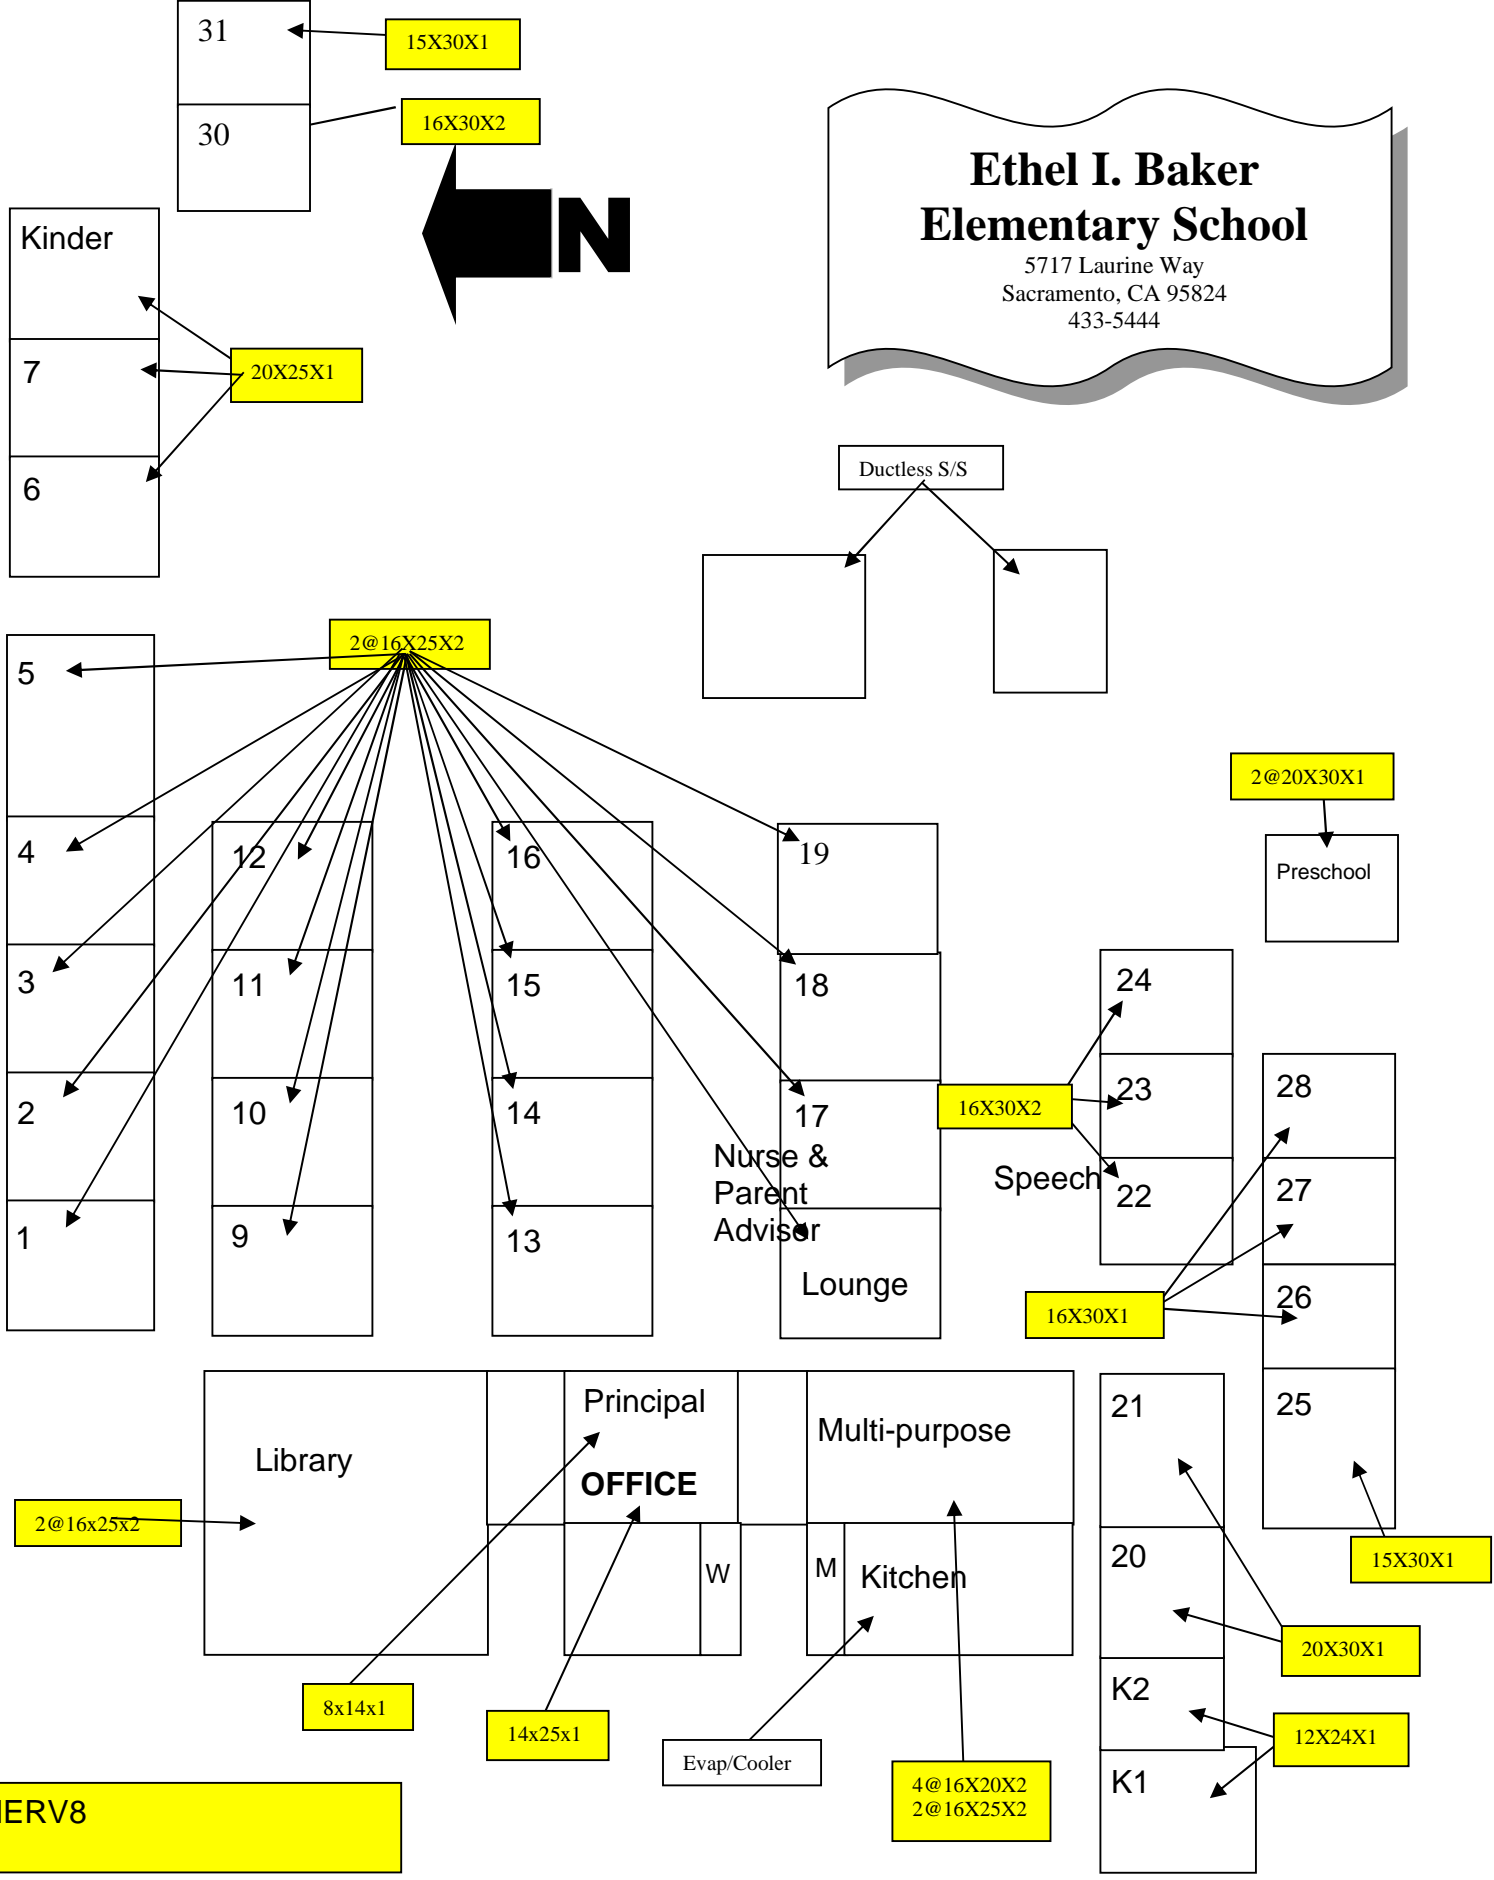 31
15X30X1
30
16X30X2
N
Ethel I. Baker
Elementary School
5717 Laurine Way
Sacramento, CA 95824
433-5444
Kinder
7
20X25X1
6
Ductless S/S
2@16X25X2
5
4
3
2
1
12
11
10
9
16
15
14
13
19
18
17
Nurse &
Parent
Advisor
Lounge
2@20X30X1
Preschool
24
23
22
16X30X2
Speech
28
27
26
25
16X30X1
15X30X1
Library
2@16x25x2
Principal
OFFICE
W
M
Multi-purpose
Kitchen
21
20
K2
K1
20X30X1
12X24X1
8x14x1
14x25x1
Evap/Cooler
4@16X20X2
2@16X25X2
ERV8